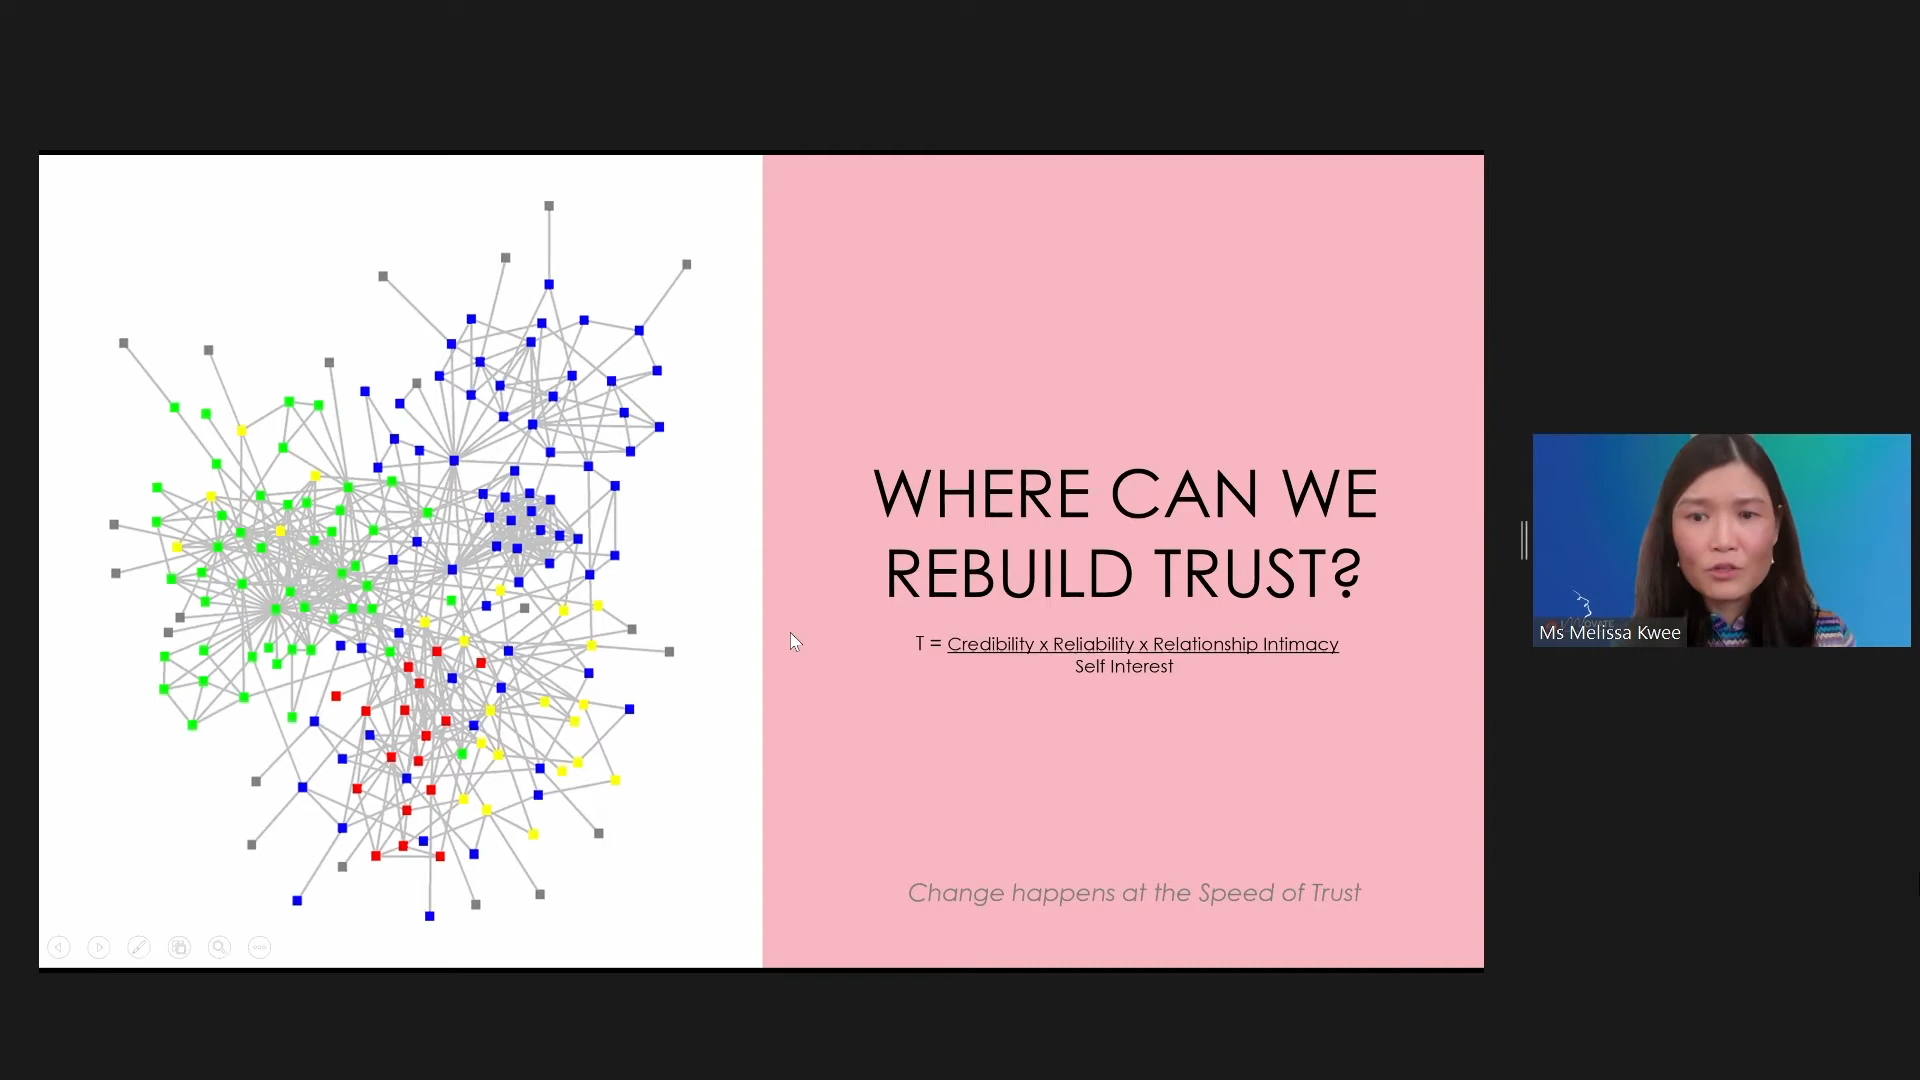 WHERE CAN WE
REBUILD TRUST?
T = Credibility x Reliability x Relationship Intimacy
Self Interest
Change happens at the Speed of Trust
Ms Melissa Kwee